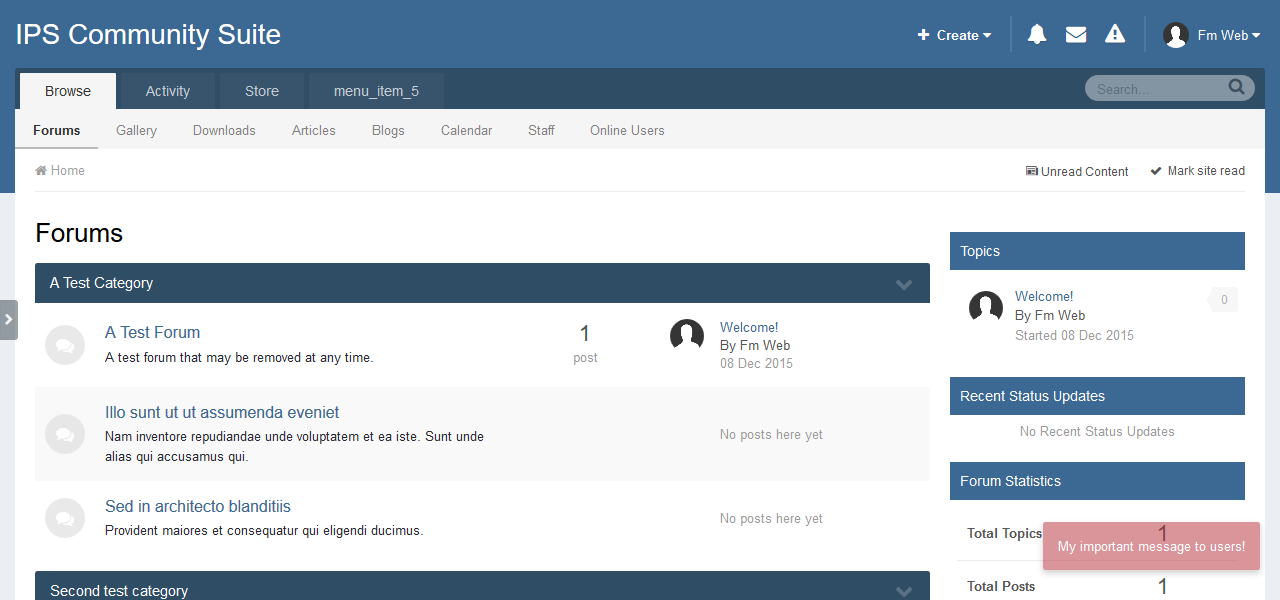 IPS Community Suite
Create
Fm Web
Browse
Activity
Store
menu_item_5
Search...
Forums
Gallery
Downloads
Articles
Blogs
Calendar
Staff
Online Users
Home
Unread Content
Mark site read
Forums
A Test Category
A Test Forum
A test forum that may be removed at any time.
1
post
Welcome!
By Fm Web
08 Dec 2015
Illo sunt ut ut assumenda eveniet
Nam inventore repudiandae unde voluptatem et ea iste. Sunt unde
alias qui accusamus qui.
No posts here yet
Sed in architecto blanditiis
Provident maiores et consequatur qui eligendi ducimus.
No posts here yet
Second test category
Topics
Welcome!
By Fm Web
Started 08 Dec 2015
0
Recent Status Updates
No Recent Status Updates
Forum Statistics
Total Topics
1
My important message to users!
Total Posts
1